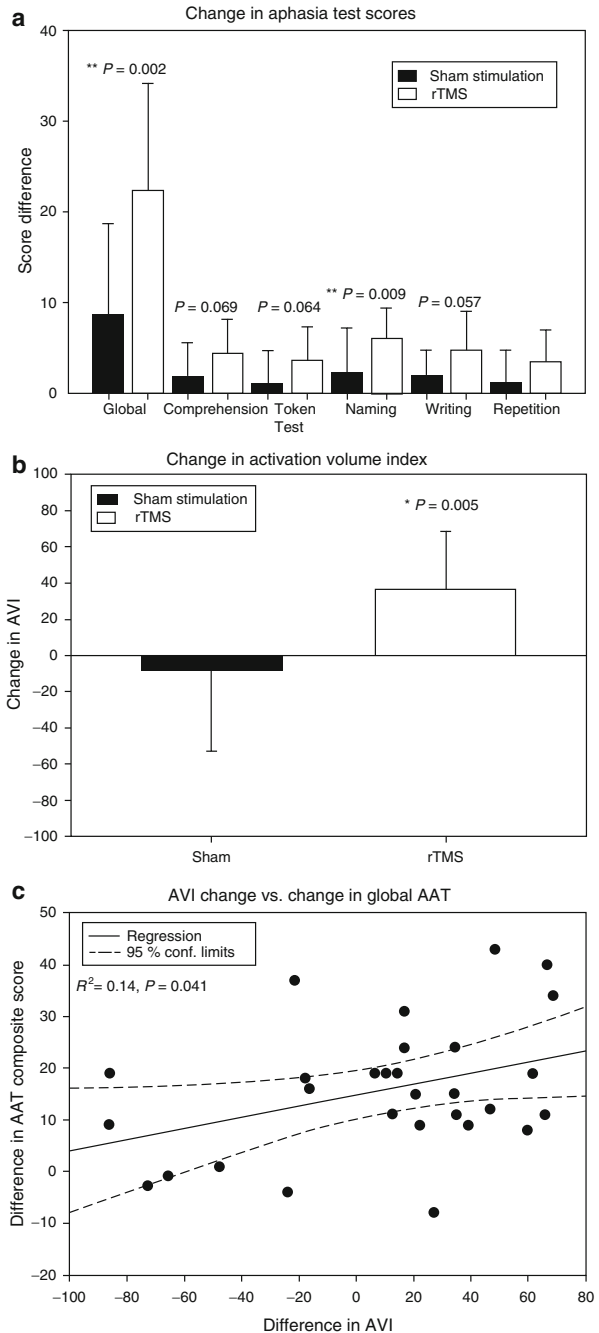 a
Change in aphasia test scores
40
30
20
10
0
Score difference
** P = 0.002
P = 0.069
P = 0.064
** P = 0.009
P = 0.057
Sham stimulation
rTMS
Global
Comprehension
Token
Test
Naming
Writing
Repetition
b
Change in activation volume index
100
80
60
40
20
0
−20
−40
−60
−80
−100
Change in AVI
Sham stimulation
rTMS
* P = 0.005
Sham
rTMS
c
AVI change vs. change in global AAT
50
40
30
20
10
0
−10
−20
Difference in AAT composite score
Regression
95 % conf. limits
R²= 0.14, P = 0.041
−100 −80 −60 −40 −20 0 20 40 60 80
Difference in AVI